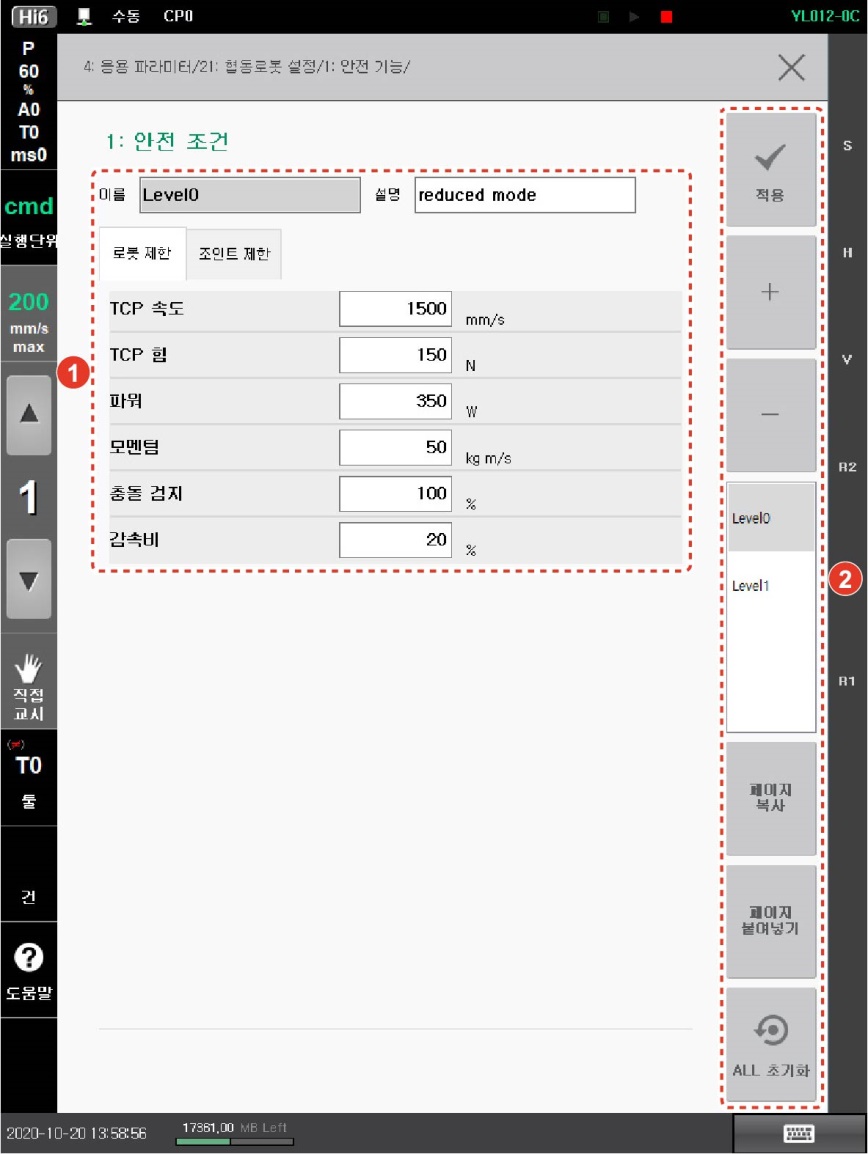 Hi6 수동 CP0 YL012-0C
P
60
%
A0
T0
ms0
cmd
실행단위
200
mm/s
max
1
직접
교시
(≠)
T0
툴
건
?
도움말
4: 응용 파라미터/21: 협동로봇 설정/1: 안전 기능/
1: 안전 조건
이름 Level0 설명 reduced mode
로봇 제한 조인트 제한
TCP 속도 1500 mm/s
TCP 힘 150 N
파워 350 W
모멘텀 50 kg m/s
충돌 검지 100 %
감속비 20 %
1
적용
+
−
Level0
Level1
2
페이지
복사
페이지
붙여넣기
ALL 초기화
S
H
V
R2
R1
2020-10-20 13:58:56 17361,00 MB Left